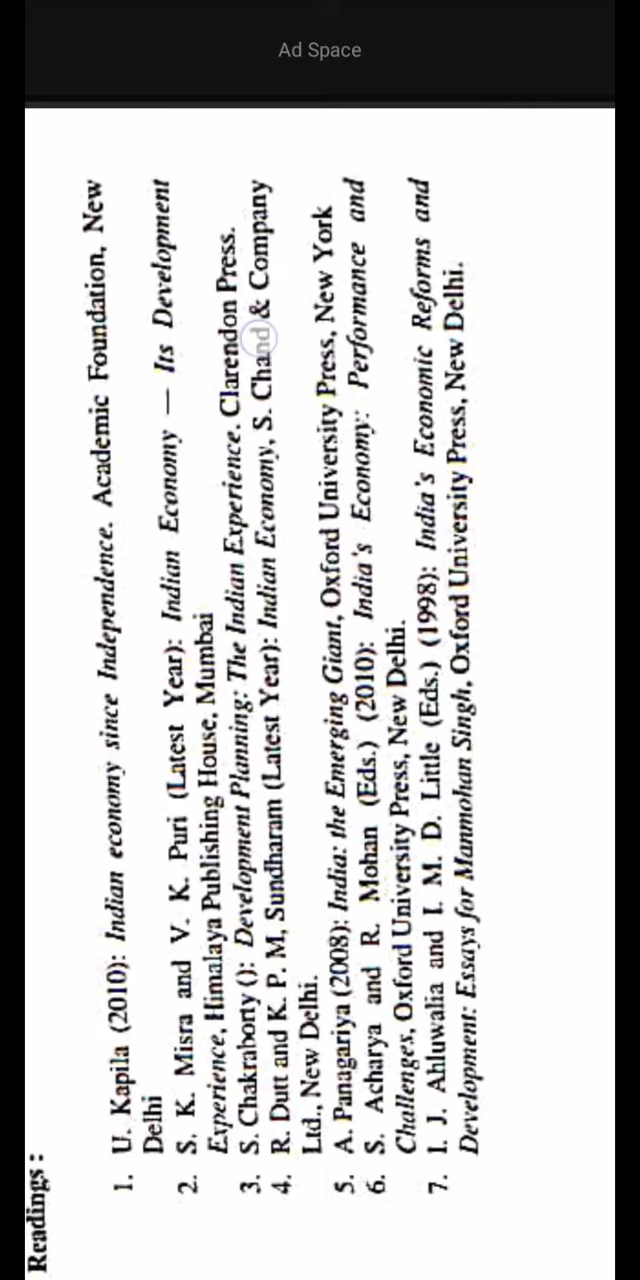 Ad Space
Readings :
1. U. Kapila (2010): Indian economy since Independence. Academic Foundation, New
Delhi
2. S. K. Misra and V. K. Puri (Latest Year): Indian Economy — Its Development
Experience, Himalaya Publishing House, Mumbai
3. S. Chakraborty (): Development Planning: The Indian Experience. Clarendon Press.
4. R. Dutt and K. P. M, Sundharam (Latest Year): Indian Economy, S. Chand & Company
Ltd., New Delhi.
5. A. Panagariya (2008): India: the Emerging Giant, Oxford University Press, New York
6. S. Acharya and R. Mohan (Eds.) (2010): India's Economy: Performance and
Challenges, Oxford University Press, New Delhi.
7. I. J. Ahluwalia and I. M. D. Little (Eds.) (1998): India's Economic Reforms and
Development: Essays for Manmohan Singh, Oxford University Press, New Delhi.